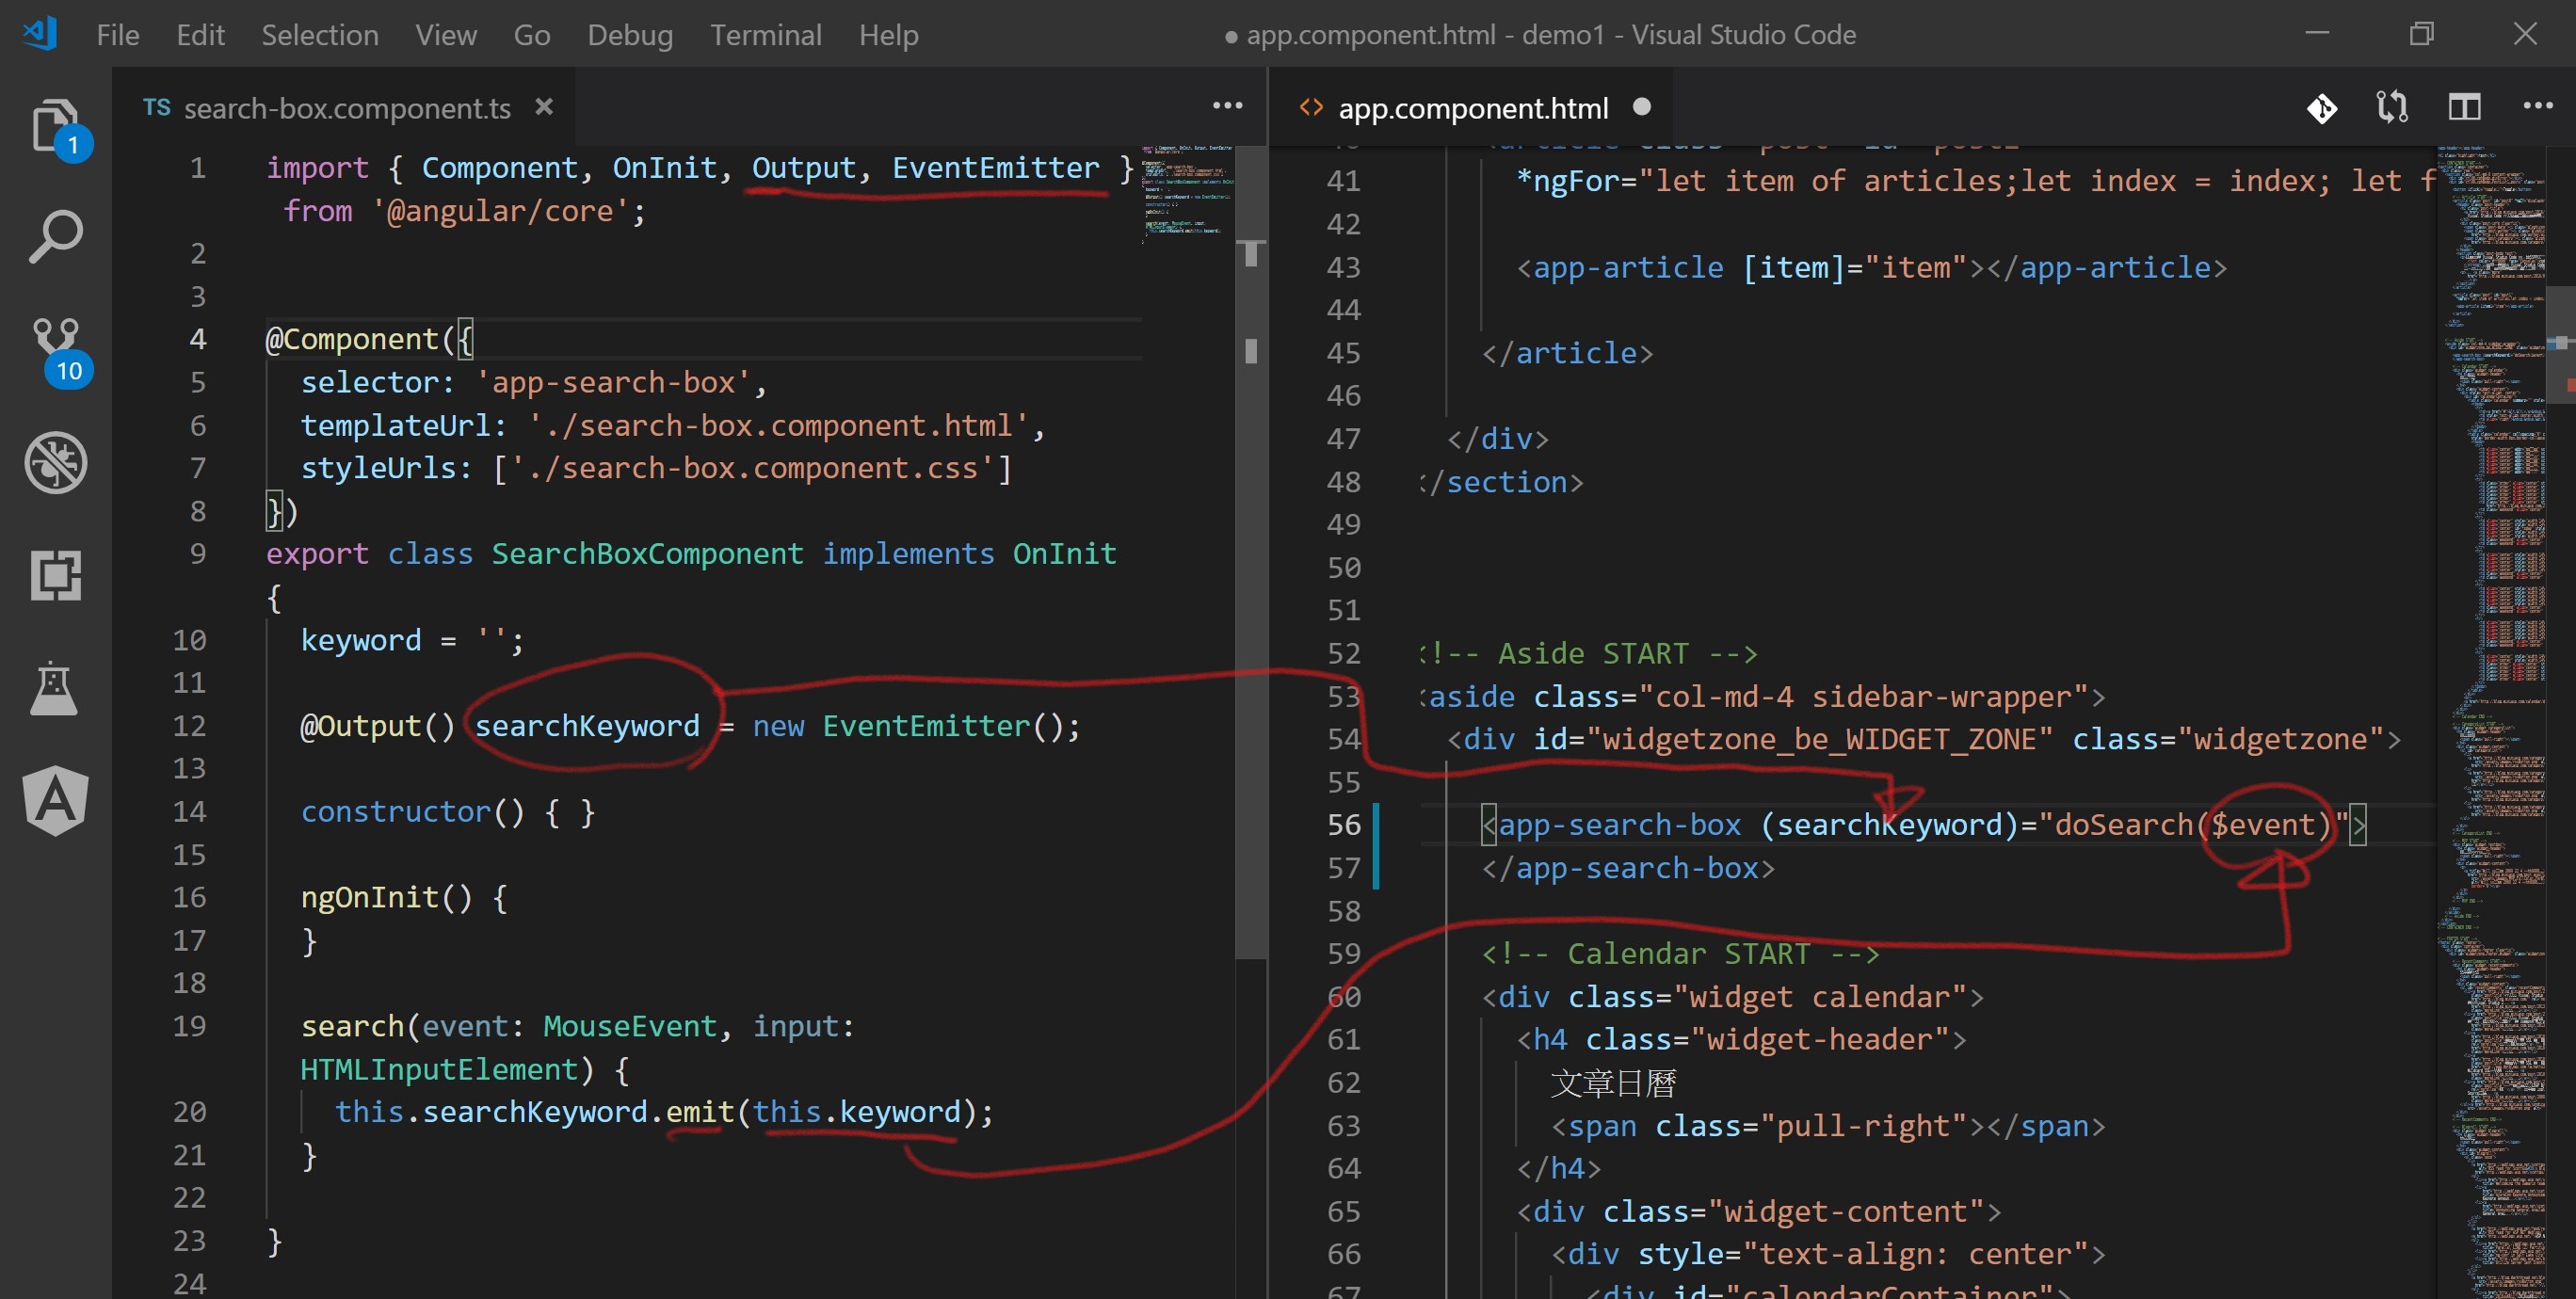 File Edit Selection View Go Debug Terminal Help
● app.component.html - demo1 - Visual Studio Code
1
10
TS search-box.component.ts ×
1 import { Component, OnInit, Output, EventEmitter }
from '@angular/core';
2
3
4 @Component({
5 selector: 'app-search-box',
6 templateUrl: './search-box.component.html',
7 styleUrls: ['./search-box.component.css']
8 })
9 export class SearchBoxComponent implements OnInit
{
10 keyword = '';
11
12 @Output() searchKeyword = new EventEmitter();
13
14 constructor() { }
15
16 ngOnInit() {
17 }
18
19 search(event: MouseEvent, input:
HTMLInputElement) {
20 this.searchKeyword.emit(this.keyword);
21 }
22
23 }
24
<> app.component.html ●
41 *ngFor="let item of articles;let index = index; let f
42
43 <app-article [item]="item"></app-article>
44
45 </article>
46
47 </div>
48 </section>
49
50
51
52 <!-- Aside START -->
53 <aside class="col-md-4 sidebar-wrapper">
54 <div id="widgetzone_be_WIDGET_ZONE" class="widgetzone">
55
56 <app-search-box (searchKeyword)="doSearch($event)">
57 </app-search-box>
58
59 <!-- Calendar START -->
60 <div class="widget calendar">
61 <h4 class="widget-header">
62 文章日曆
63 <span class="pull-right"></span>
64 </h4>
65 <div class="widget-content">
66 <div style="text-align: center">
67 <div id="calendarContainer">